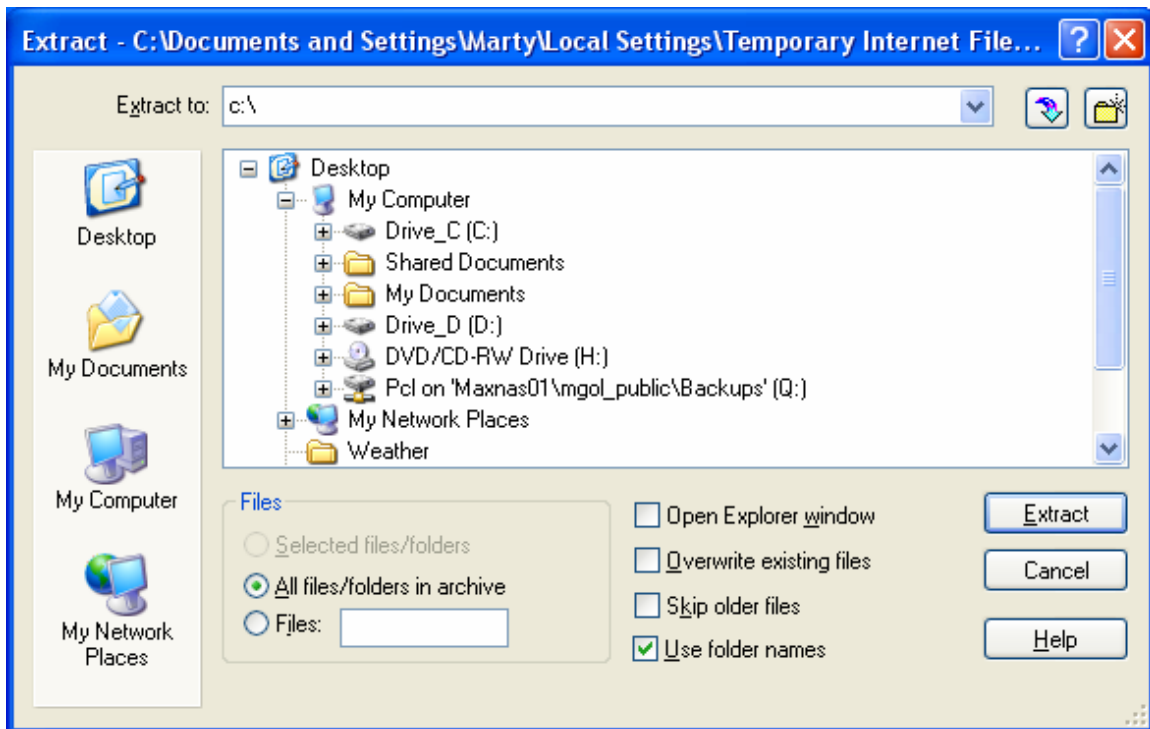 Extract - C:\Documents and Settings\Marty\Local Settings\Temporary Internet File...
Extract to: c:\
Desktop
My Documents
My Computer
My Network
Places
Desktop
My Computer
Drive_C (C:)
Shared Documents
My Documents
Drive_D (D:)
DVD/CD-RW Drive (H:)
Pcl on 'Maxnas01\mgol_public\Backups' (Q:)
My Network Places
Weather
Files
Selected files/folders
All files/folders in archive
Files:
Open Explorer window
Overwrite existing files
Skip older files
Use folder names
Extract
Cancel
Help